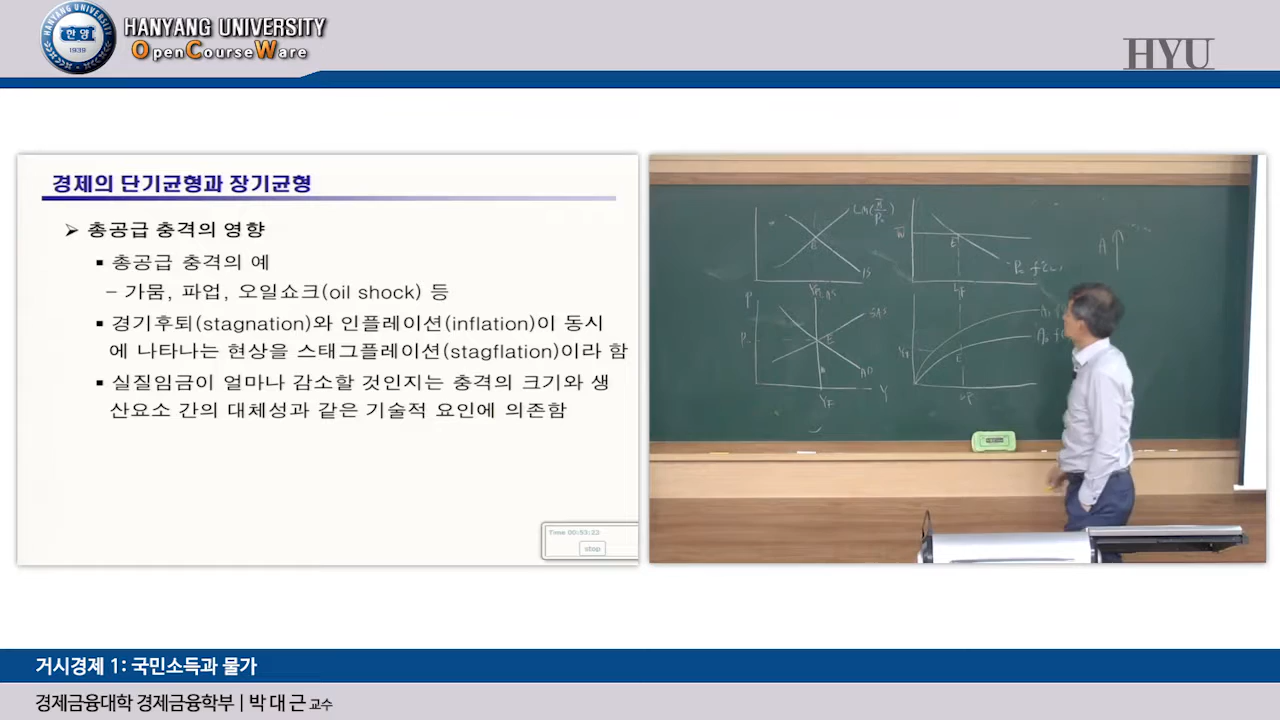 HANYANG UNIVERSITY
OpenCourseWare
HANYANG UNIVERSITY
한양
1939
HYU
경제의 단기균형과 장기균형
➤ 총공급 충격의 영향
▪ 총공급 충격의 예
– 가뭄, 파업, 오일쇼크(oil shock) 등
▪ 경기후퇴(stagnation)와 인플레이션(inflation)이 동시
에 나타나는 현상을 스태그플레이션(stagflation)이라 함
▪ 실질임금이 얼마나 감소할 것인지는 충격의 크기와 생
산요소 간의 대체성과 같은 기술적 요인에 의존함
Time 00:53:23
stop
IS
W
E
A↑
P
SAS
E
AD
Y
YF
YF
E
거시경제 1: 국민소득과 물가
경제금융대학 경제금융학부 | 박 대 근 교수